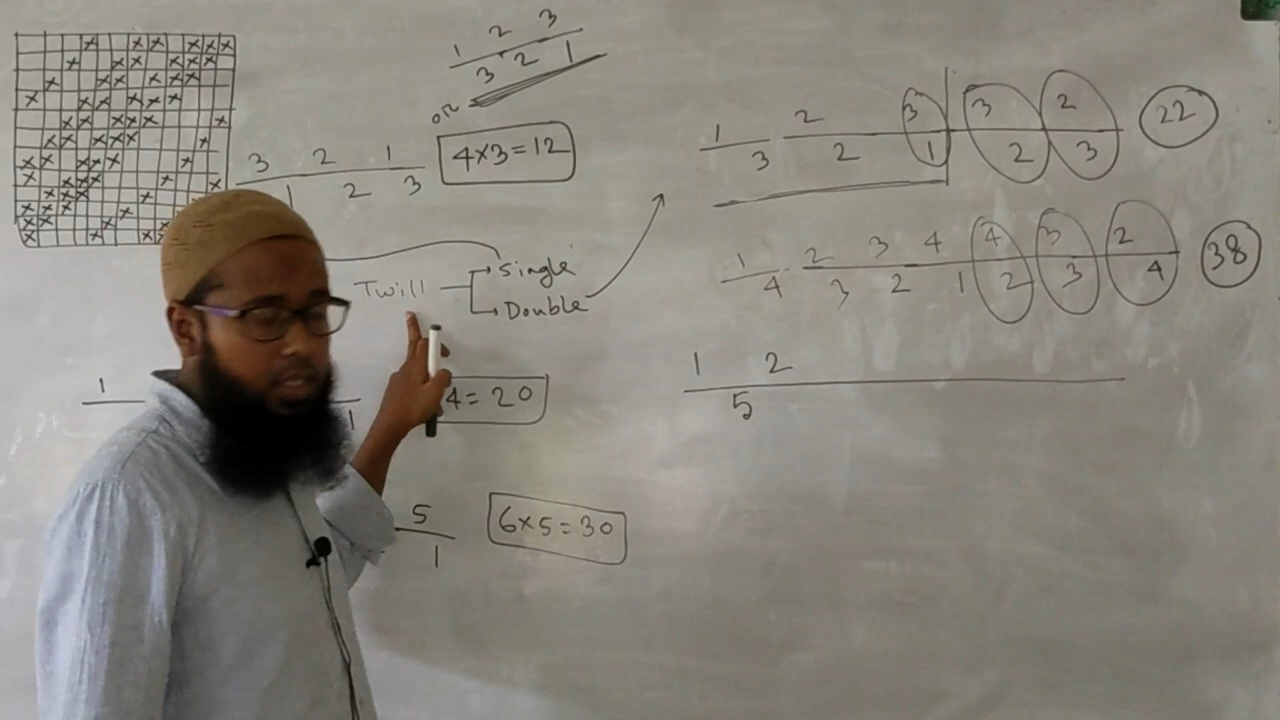 1 2 3
3 2 1
or
3 2 1
1 2 3
4×3=12
Twill
Single
Double
1
1
4=20
5
1
6×5=30
1 2 3 3 2
3 2 1 2 3
22
1 2 3 4 4 3 2
4 3 2 1 2 3 4
38
1 2
5